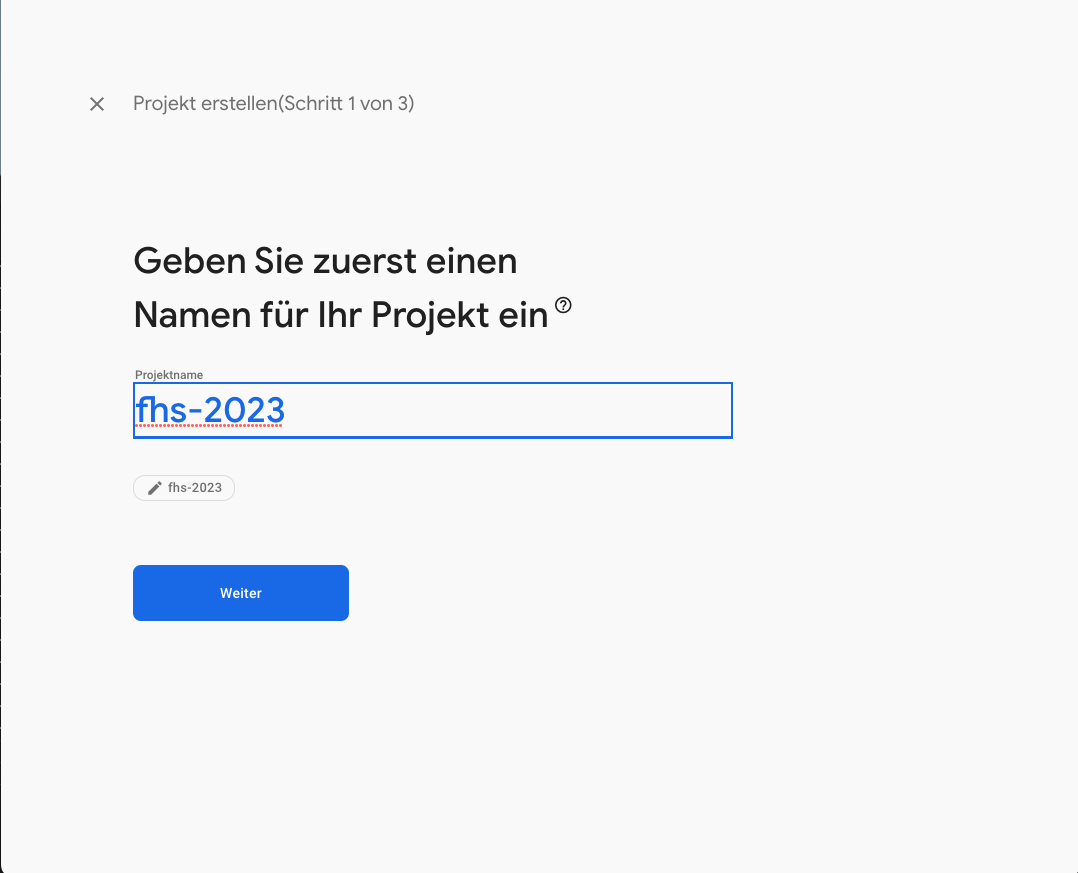 Projekt erstellen(Schritt 1 von 3)
Geben Sie zuerst einen
Namen für Ihr Projekt ein
Projektname
fhs-2023
fhs-2023
Weiter